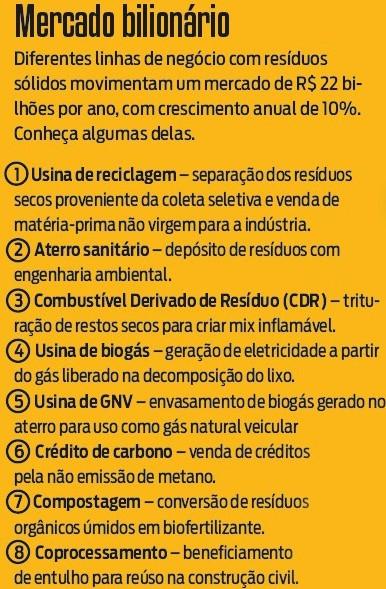 Mercado bilionário
Diferentes linhas de negócio com resíduos
sólidos movimentam um mercado de R$ 22 bi-
lhões por ano, com crescimento anual de 10%.
Conheça algumas delas.
1 Usina de reciclagem – separação dos resíduos
secos proveniente da coleta seletiva e venda de
matéria-prima não virgem para a indústria.
2 Aterro sanitário – depósito de resíduos com
engenharia ambiental.
3 Combustível Derivado de Resíduo (CDR) – tritu-
ração de restos secos para criar mix inflamável.
4 Usina de biogás – geração de eletricidade a partir
do gás liberado na decomposição do lixo.
5 Usina de GNV – envasamento de biogás gerado no
aterro para uso como gás natural veicular
6 Crédito de carbono – venda de créditos
pela não emissão de metano.
7 Compostagem – conversão de resíduos
orgânicos úmidos em biofertilizante.
8 Coprocessamento – beneficiamento
de entulho para reúso na construção civil.